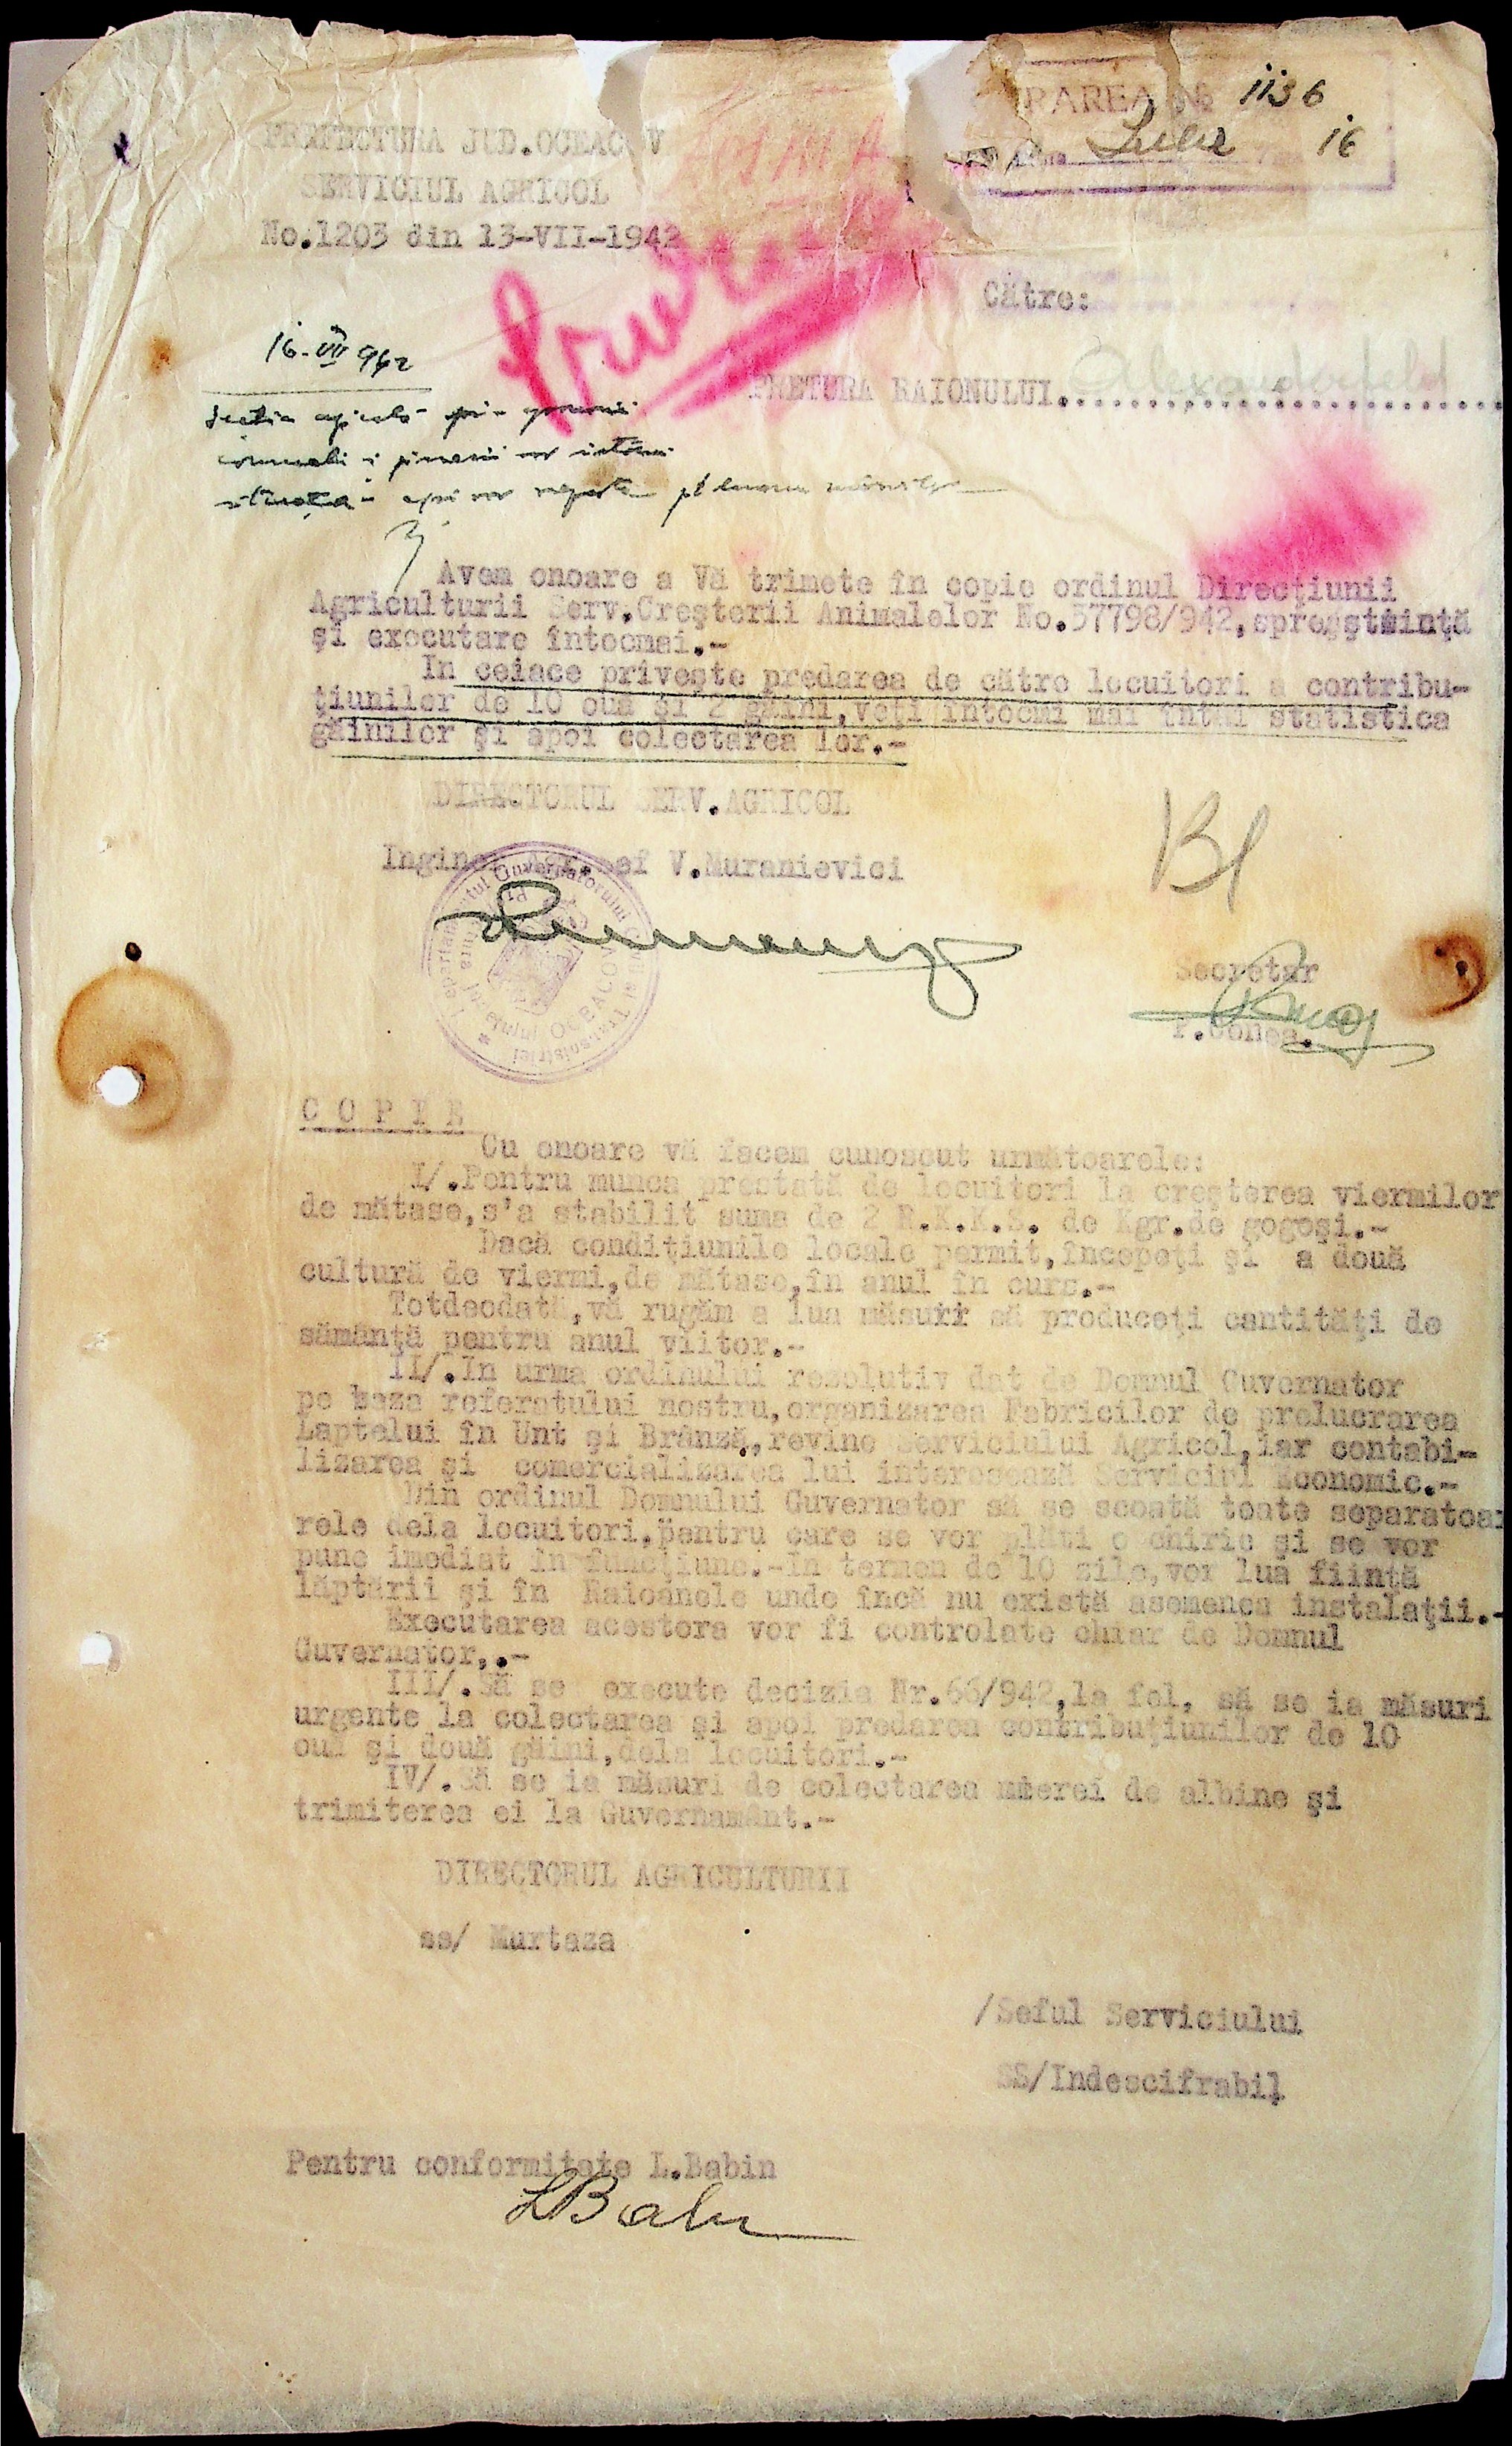 PAREA № 1136
16
PREFECTURA JUD.OCEACOV
SERVICIUL AGRICOL
No.1203 din 13-VII-1942
Către:
16-VII 942
PRETURA RAIONULUI Alexanderfeld
Avem onoare a Vă trimete în copie ordinul Direcţiunii
Agriculturii Serv.Creşterii Animalelor No.37798/942,spre ştiinţă
şi executare întocmai.-
In ceiace priveşte predarea de către locuitori a contribu-
ţiunilor de 10 ouă şi 2 găini,veţi întocmi mai întâi statistica
găinilor şi apoi colectarea lor.-
DIRECTORUL SERV.AGRICOL
Inginer Agr.Şef V.Muranievici
Secretar
C O P I E
Cu onoare vă facem cunoscut următoarele:
I/.Pentru munca prestată de locuitori la creşterea viermilor
de mătase,s'a stabilit suma de 2 R.K.K.S. de Kgr.de gogoşi.-
Dacă condiţiunile locale permit,începeţi şi a două
cultură de viermi,de mătase,în anul în curs.-
Totdeodată,vă rugăm a lua măsuri să produceţi cantităţi de
sămânţă pentru anul viitor.-
II/.In urma ordinului rezolutiv dat de Domnul Guvernator
pe baza referatului nostru,organizarea Fabricilor de prelucrarea
Laptelui în Unt şi Brânză,revine Serviciului Agricol,iar contabi-
lizarea şi comercializarea lui interesează Serviciul Economic.-
Din ordinul Domnului Guvernator să se scoată toate separatoa-
rele dela locuitori,pentru care se vor plăti o chirie şi se vor
pune imediat în funcţiune.-In termen de 10 zile,vor lua fiinţă
lăptării şi în Raioanele unde încă nu există asemenea instalaţii.-
Executarea acestora vor fi controlate chiar de Domnul
Guvernator,.-
III/.Să se execute decizia Nr.66/942,la fel, să se ia măsuri
urgente la colectarea şi apoi predarea contribuţiunilor de 10
ouă şi două găini,dela locuitori.-
IV/.Să se ia măsuri de colectarea mierei de albine şi
trimiterea ei la Guvernamânt.-
DIRECTORUL AGRICULTURII
ss/ Murtaza
/Seful Serviciului
SS/Indescifrabil
Pentru conformitate L.Babin